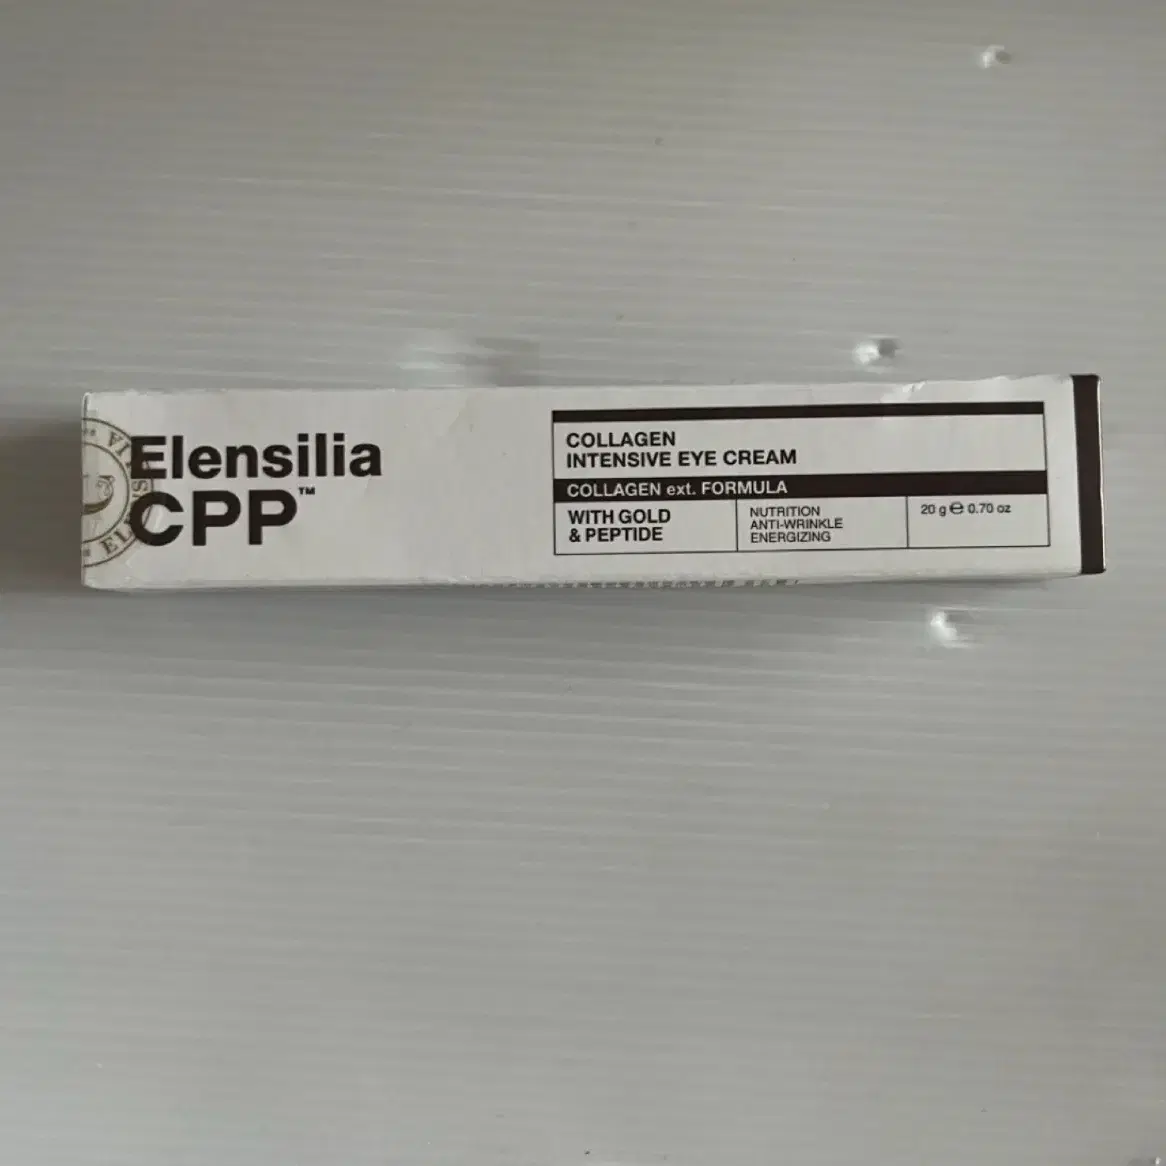 Elensilia
CPP™
COLLAGEN
INTENSIVE EYE CREAM
COLLAGEN ext. FORMULA
WITH GOLD
& PEPTIDE
NUTRITION
ANTI-WRINKLE
ENERGIZING
20 g ℮ 0.70 oz